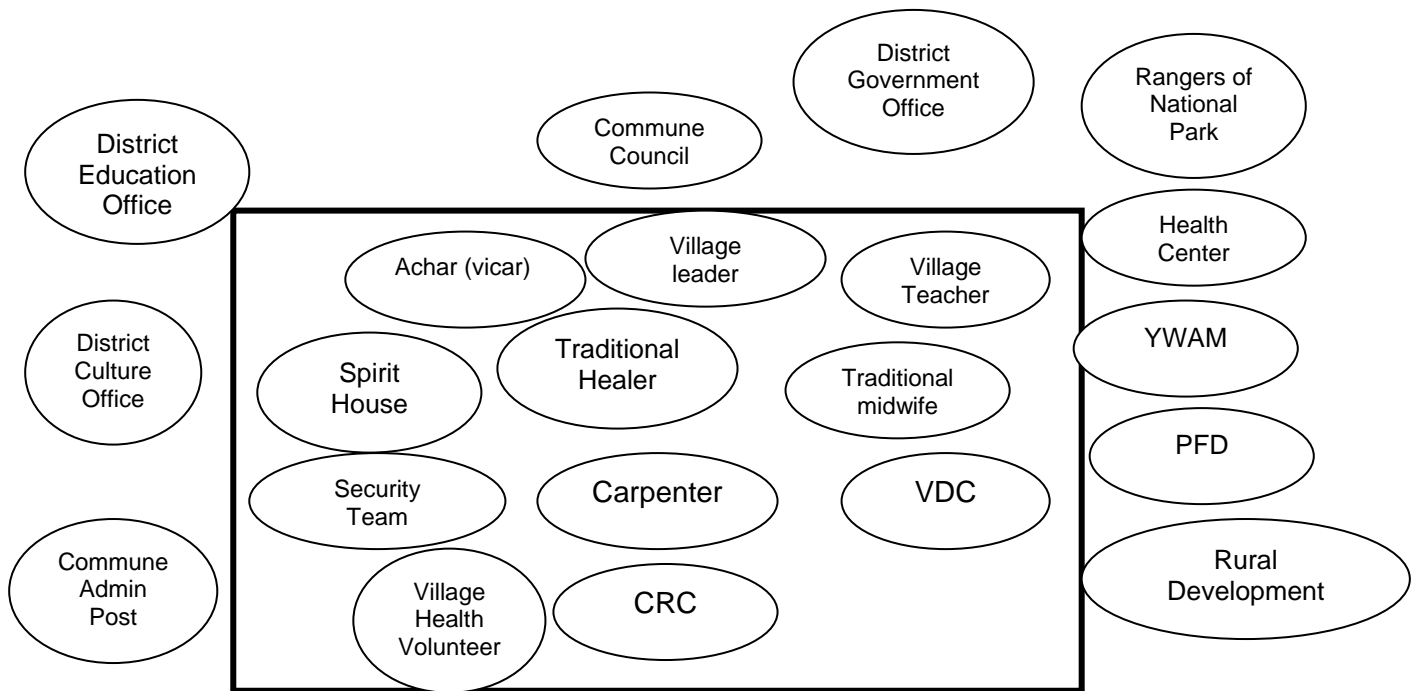 District
Government
Office
Rangers of
National
Park
Commune
Council
District
Education
Office
Health
Center
Village
leader
Achar (vicar)
Village
Teacher
District
Culture
Office
YWAM
Spirit
House
Traditional
Healer
Traditional
midwife
PFD
Security
Team
Carpenter
VDC
Commune
Admin
Post
Village
Health
Volunteer
CRC
Rural
Development